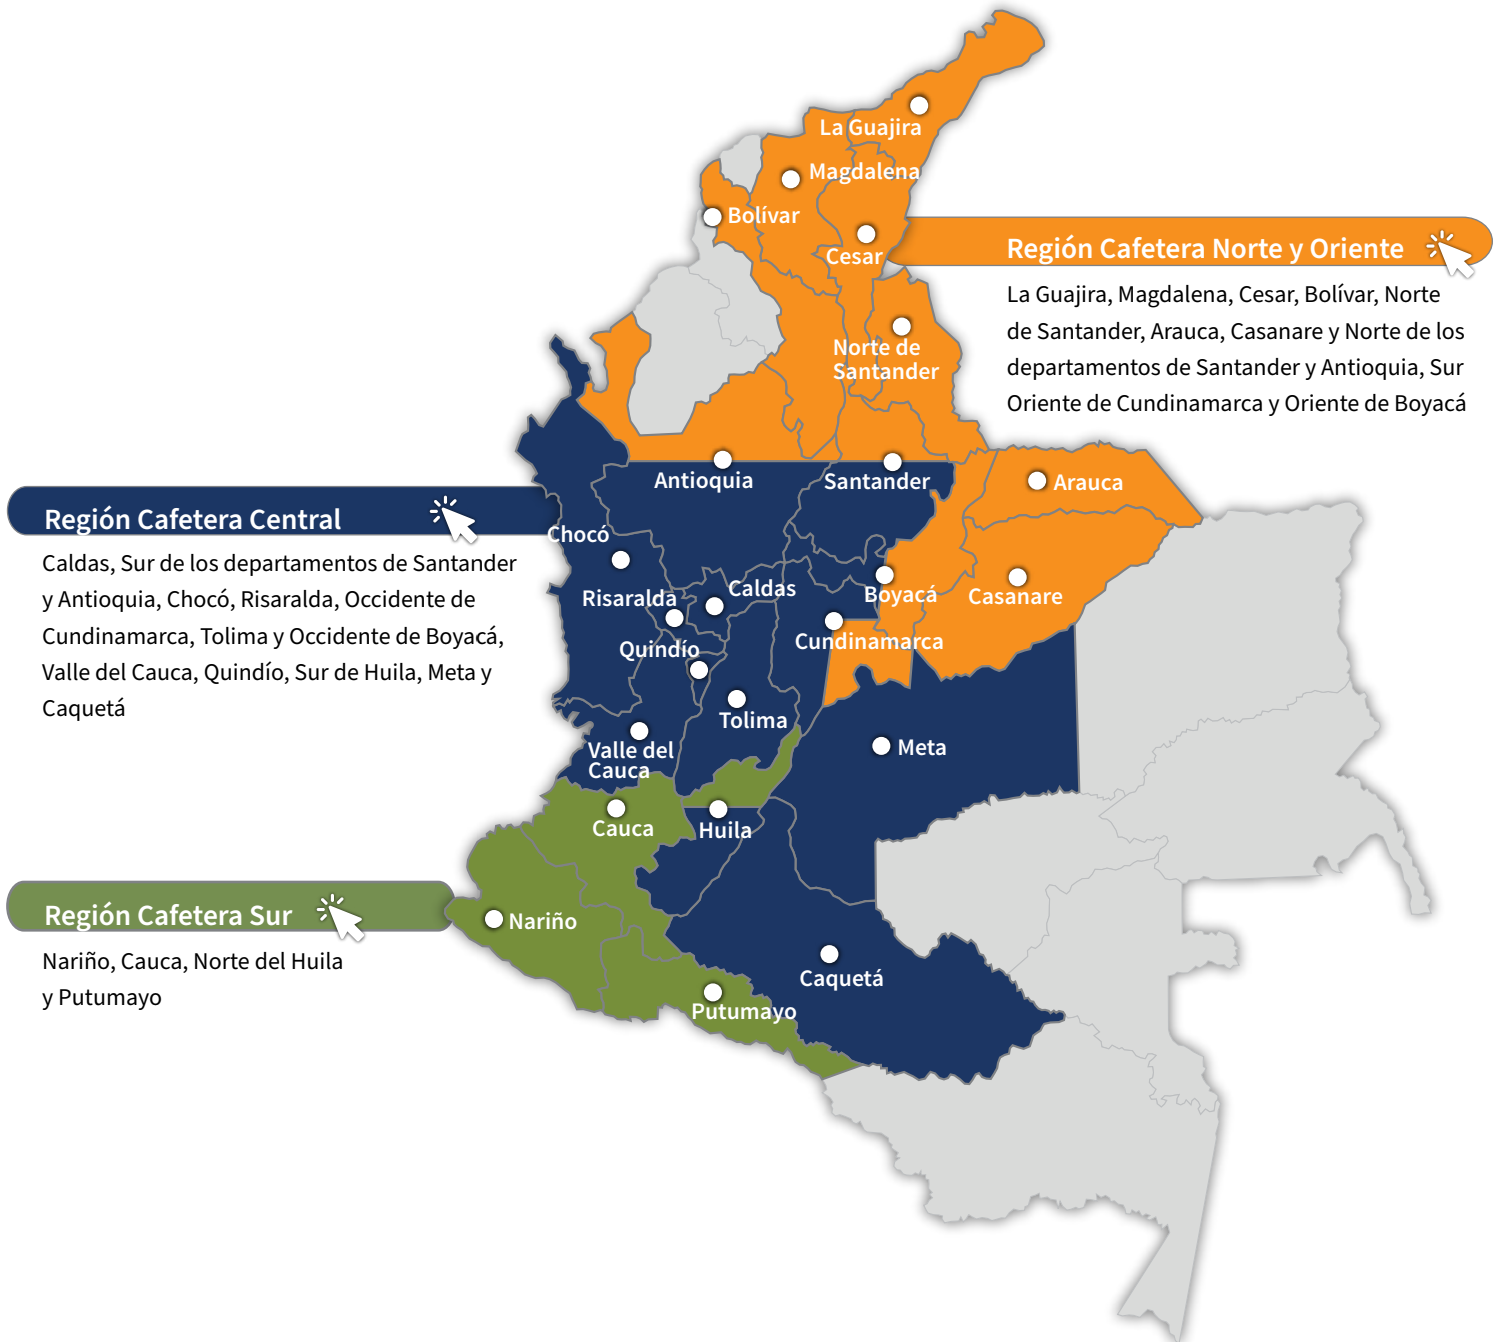 La Guajira
Magdalena
Bolívar
Cesar
Región Cafetera Norte y Oriente
La Guajira, Magdalena, Cesar, Bolívar, Norte
de Santander, Arauca, Casanare y Norte de los
departamentos de Santander y Antioquia, Sur
Oriente de Cundinamarca y Oriente de Boyacá
Norte de
Santander
Antioquia
Santander
Arauca
Región Cafetera Central
Caldas, Sur de los departamentos de Santander
y Antioquia, Chocó, Risaralda, Occidente de
Cundinamarca, Tolima y Occidente de Boyacá,
Valle del Cauca, Quindío, Sur de Huila, Meta y
Caquetá
Chocó
Risaralda
Caldas
Boyacá
Casanare
Quindío
Cundinamarca
Tolima
Valle del
Cauca
Meta
Cauca
Huila
Región Cafetera Sur
Nariño, Cauca, Norte del Huila
y Putumayo
Nariño
Caquetá
Putumayo